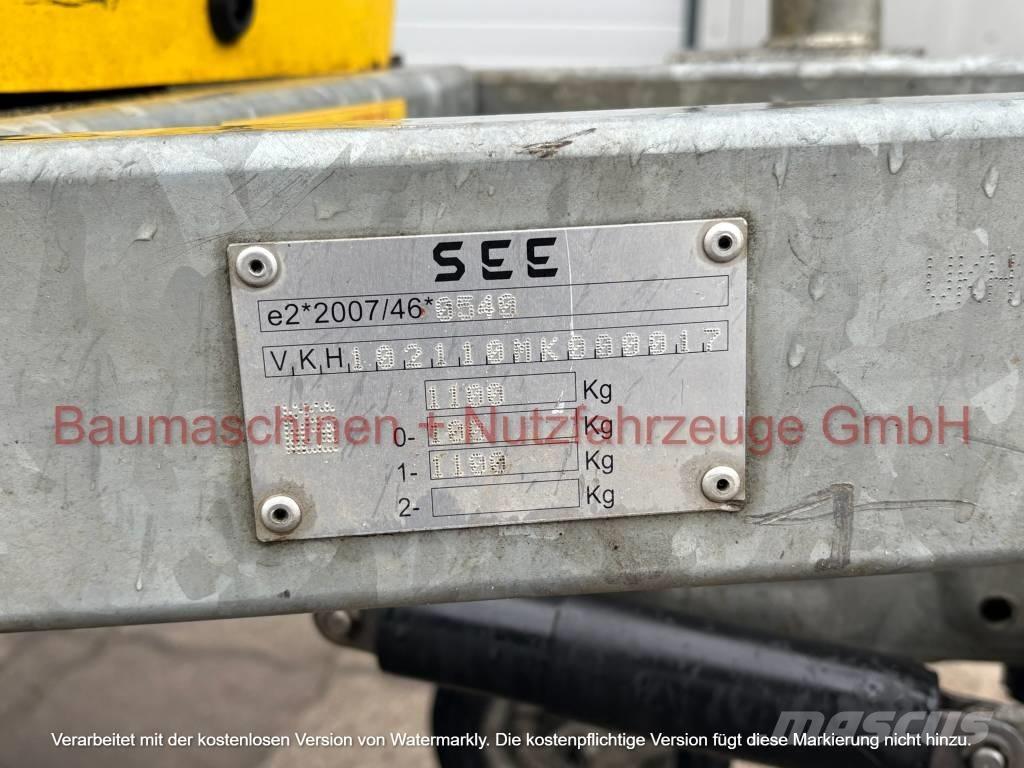 SEE
e2*2007/46*0540
VKH102110MK000017
1100 Kg
0- 100 Kg
1- 1100 Kg
2- Kg
Baumaschinen + Nutzfahrzeuge GmbH
mascus
Verarbeitet mit der kostenlosen Version von Watermarkly. Die kostenpflichtige Version fügt diese Markierung nicht hinzu.